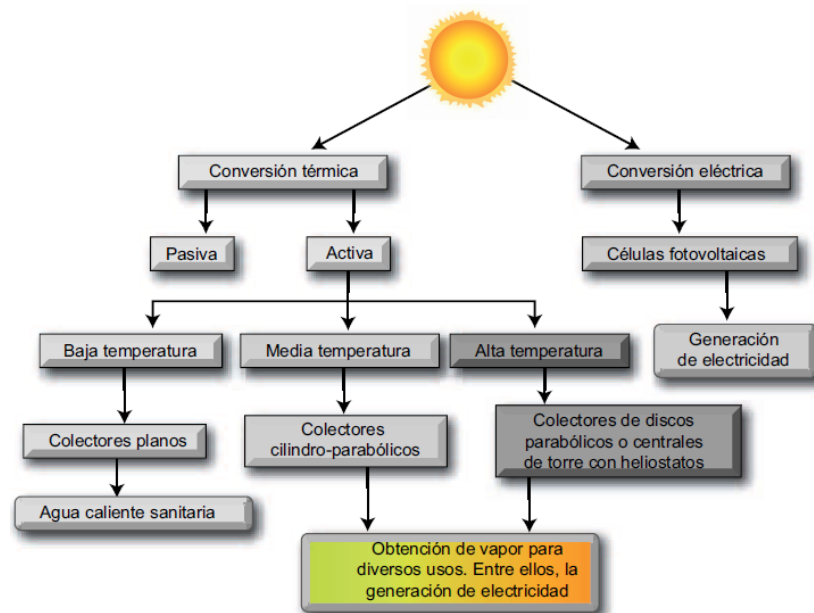 Conversión térmica
Conversión eléctrica
Pasiva
Activa
Células fotovoltaicas
Baja temperatura
Media temperatura
Alta temperatura
Generación
de electricidad
Colectores planos
Colectores
cilindro-parabólicos
Colectores de discos
parabólicos o centrales
de torre con heliostatos
Agua caliente sanitaria
Obtención de vapor para
diversos usos. Entre ellos, la
generación de electricidad